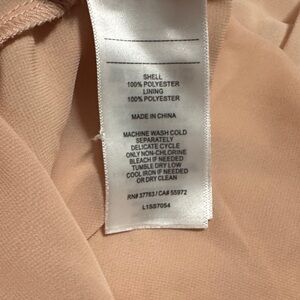 SHELL
100% POLYESTER
LINING
100% POLYESTER
MADE IN CHINA
MACHINE WASH COLD
SEPARATELY
DELICATE CYCLE
ONLY NON-CHLORINE
BLEACH IF NEEDED
TUMBLE DRY LOW
COOL IRON IF NEEDED
OR DRY CLEAN
RN# 37763 / CA# 55972
L1SS7054